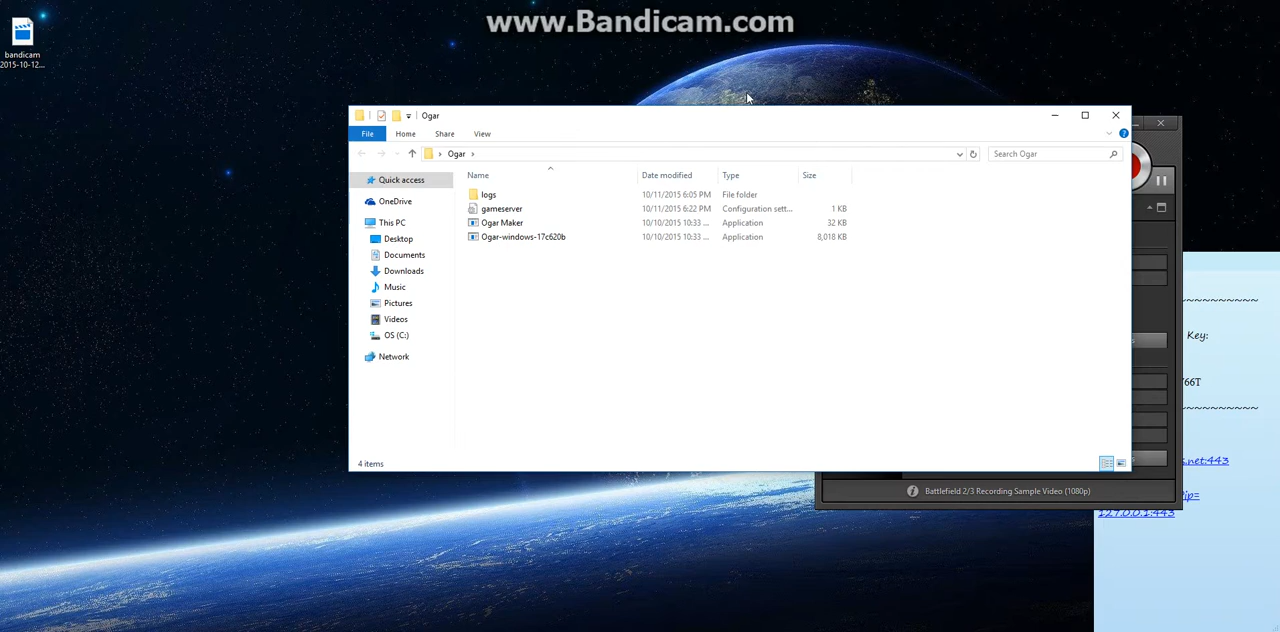 www.Bandicam.com
bandicam
2015-10-12...
Ogar
File Home Share View
Ogar
Search Ogar
Name Date modified Type Size
Quick access
OneDrive
This PC
Desktop
Documents
Downloads
Music
Pictures
Videos
OS (C:)
Network
logs 10/11/2015 6:05 PM File folder
gameserver 10/11/2015 6:22 PM Configuration sett... 1 KB
Ogar Maker 10/10/2015 10:33 ... Application 32 KB
Ogar-windows-17c620b 10/10/2015 10:33 ... Application 8,018 KB
4 items
~~~~~~~~~~
Key:
66T
~~~~~~~~~~
.net:443
ip=
127.0.0.1:443
Battlefield 2/3 Recording Sample Video (1080p)